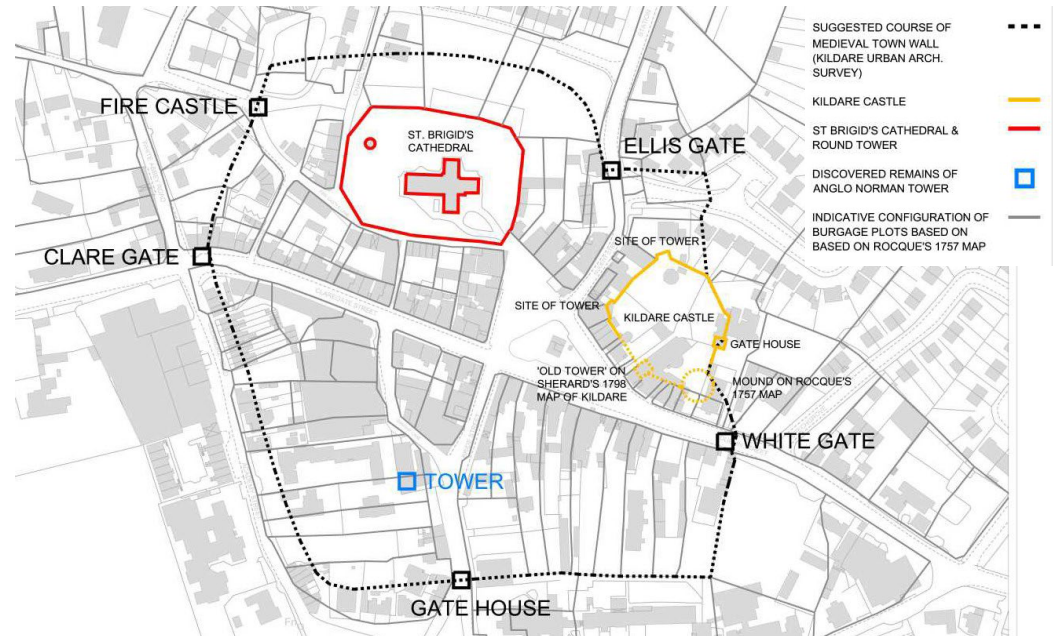 SUGGESTED COURSE OF
MEDIEVAL TOWN WALL
(KILDARE URBAN ARCH.
SURVEY)
KILDARE CASTLE
ST BRIGID'S CATHEDRAL &
ROUND TOWER
DISCOVERED REMAINS OF
ANGLO NORMAN TOWER
INDICATIVE CONFIGURATION OF
BURGAGE PLOTS BASED ON
BASED ON ROCQUE'S 1757 MAP
FIRE CASTLE
ST. BRIGID'S
CATHEDRAL
ELLIS GATE
CLARE GATE
SITE OF TOWER
SITE OF TOWER
KILDARE CASTLE
GATE HOUSE
'OLD TOWER' ON
SHERARD'S 1798
MAP OF KILDARE
MOUND ON ROCQUE'S
1757 MAP
WHITE GATE
TOWER
GATE HOUSE